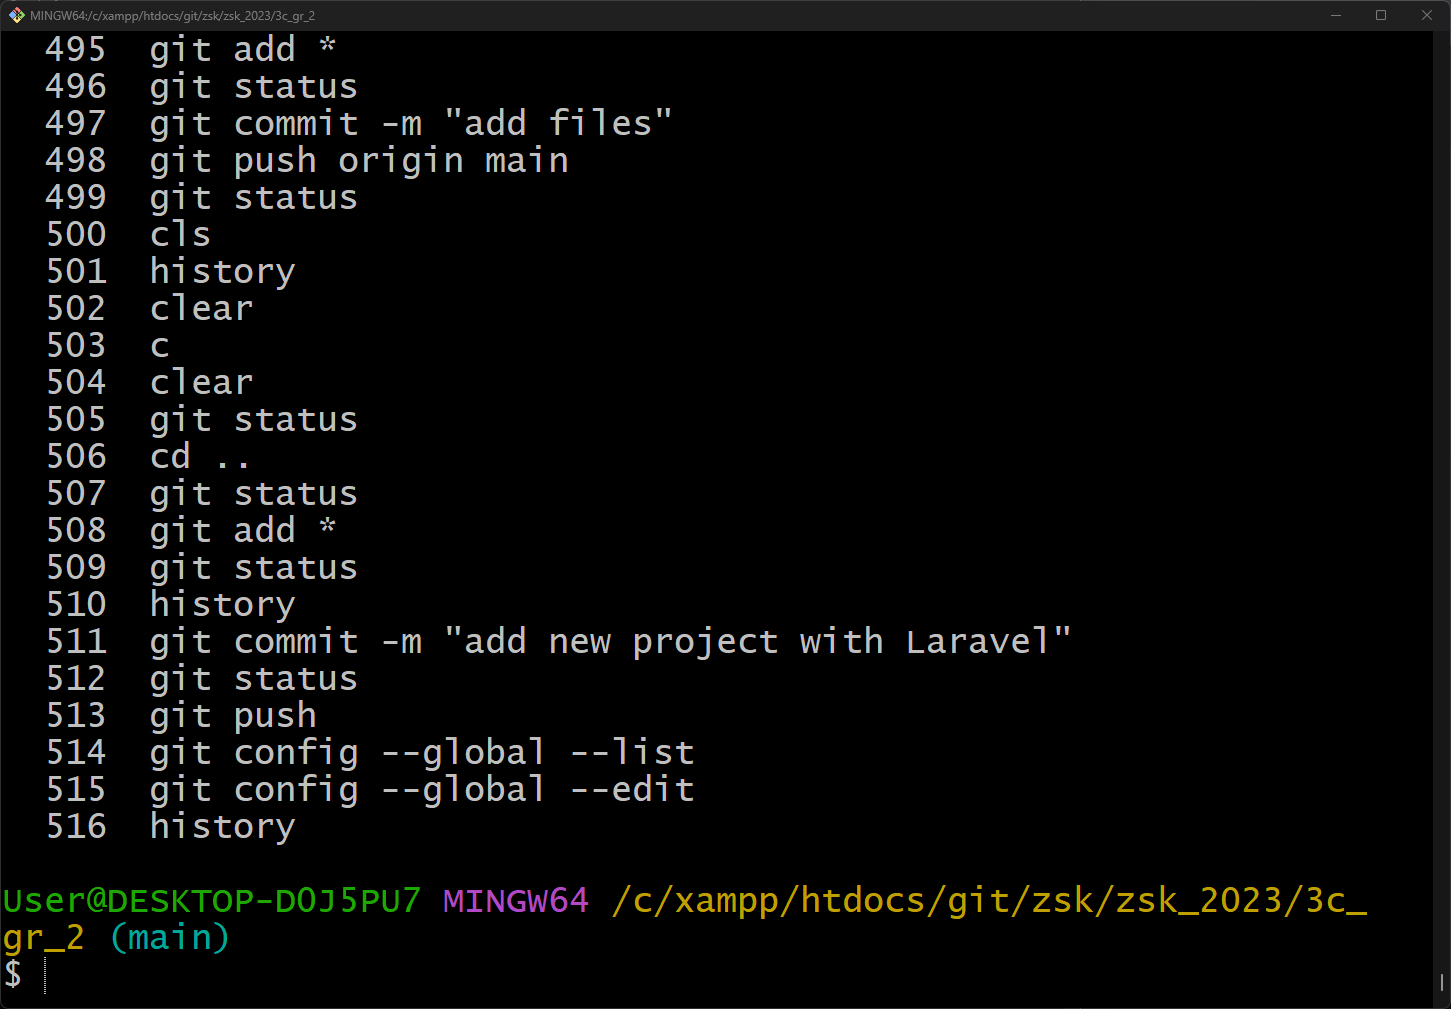 MINGW64:/c/xampp/htdocs/git/zsk/zsk_2023/3c_gr_2
495 git add *
496 git status
497 git commit -m "add files"
498 git push origin main
499 git status
500 cls
501 history
502 clear
503 c
504 clear
505 git status
506 cd ..
507 git status
508 git add *
509 git status
510 history
511 git commit -m "add new project with Laravel"
512 git status
513 git push
514 git config --global --list
515 git config --global --edit
516 history
User@DESKTOP-D0J5PU7 MINGW64 /c/xampp/htdocs/git/zsk/zsk_2023/3c_
gr_2 (main)
$